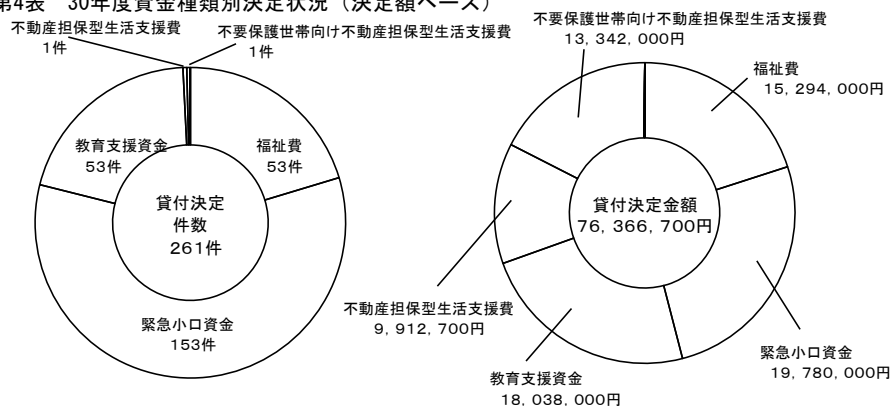 第4表 30年度資金種類別決定状況（決定額ベース）
不動産担保型生活支援費
1件
不要保護世帯向け不動産担保型生活支援費
1件
教育支援資金
53件
福祉費
53件
貸付決定
件数
261件
緊急小口資金
153件
不要保護世帯向け不動産担保型生活支援費
13,342,000円
福祉費
15,294,000円
貸付決定金額
76,366,700円
不動産担保型生活支援費
9,912,700円
教育支援資金
18,038,000円
緊急小口資金
19,780,000円